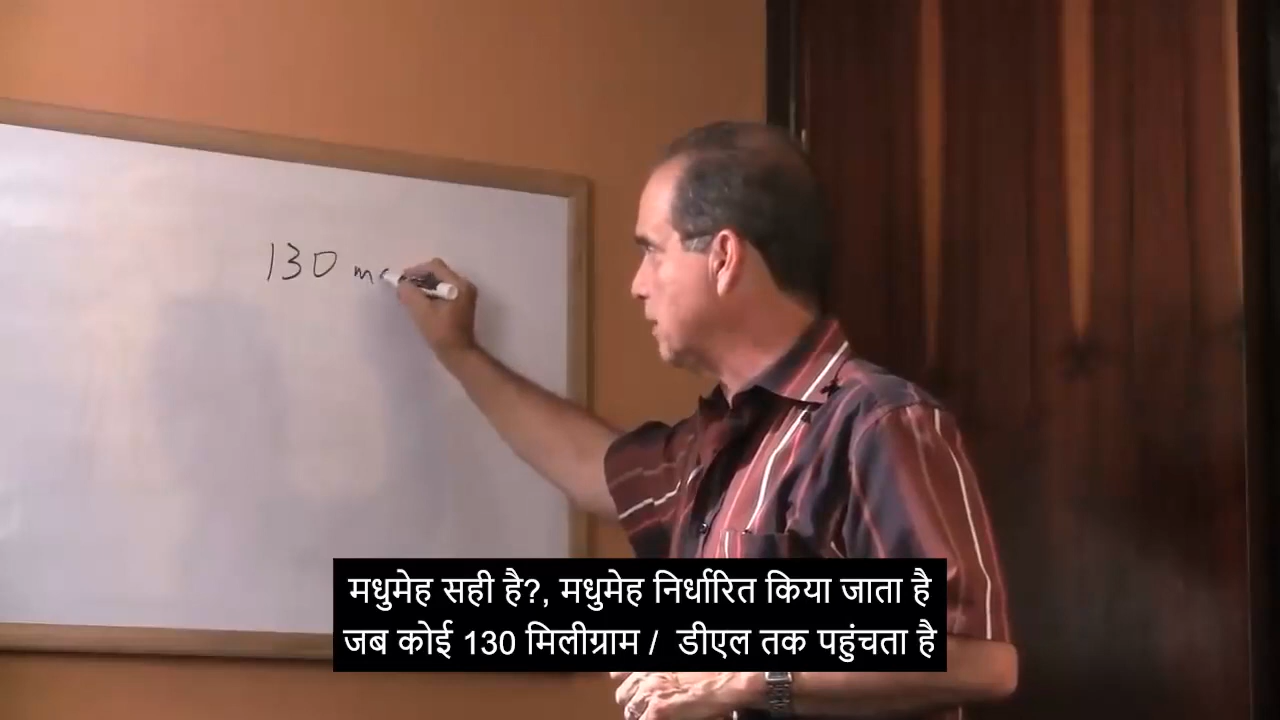 130 m
मधुमेह सही है?, मधुमेह निर्धारित किया जाता है
जब कोई 130 मिलीग्राम / डीएल तक पहुंचता है